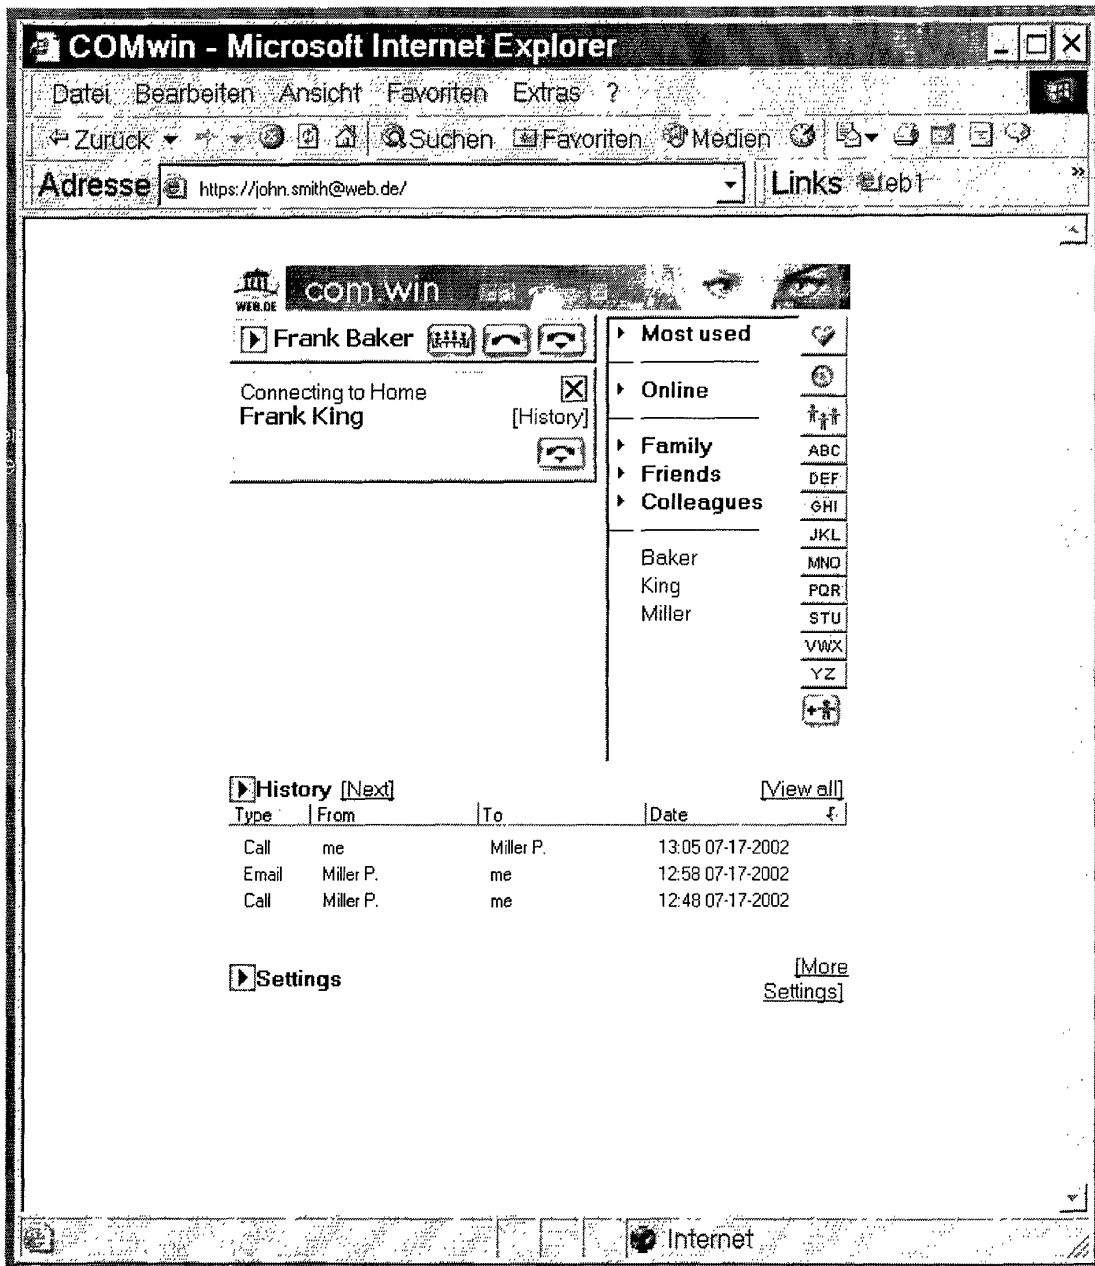 COMwin - Microsoft Internet Explorer
Datei Bearbeiten Ansicht Favoriten Extras ?
Zurück Suchen Favoriten Medien
Adresse https://john.smith@web.de/ Links »
WEB.DE com.win
Frank Baker
Connecting to Home
Frank King [History]
Most used
Online
Family
Friends
Colleagues
Baker
King
Miller
ABC
DEF
GHI
JKL
MNO
PQR
STU
VWX
YZ
History [Next] [View all]
Type From To Date
Call me Miller P. 13:05 07-17-2002
Email Miller P. me 12:58 07-17-2002
Call Miller P. me 12:48 07-17-2002
Settings [More
Settings]
Internet